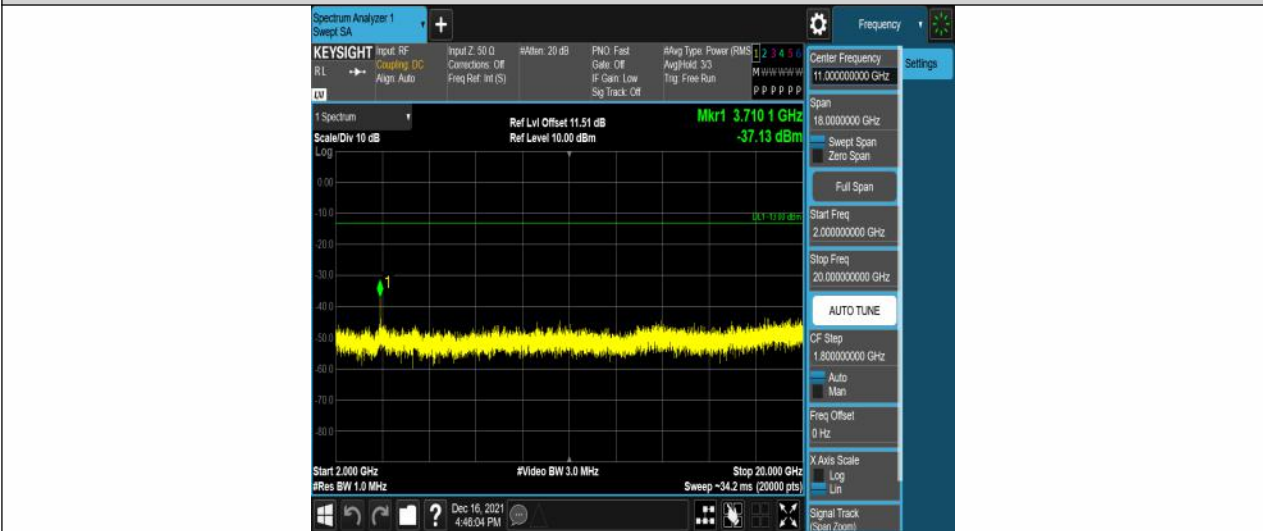 Spectrum Analyzer 1
Swept SA
Frequency
KEYSIGHT
RL
LV
Input: RF
Coupling: DC
Align: Auto
Input Z: 50 Ω
Corrections: Off
Freq Ref: Int (S)
#Atten: 20 dB
PNO: Fast
Gate: Off
IF Gain: Low
Sig Track: Off
#Avg Type: Power (RMS
Avg|Hold: 3/3
Trig: Free Run
1 2 3 4 5 6
M W W W W W
P P P P P P
Center Frequency
11.000000000 GHz
Settings
Span
18.0000000 GHz
Swept Span
Zero Span
Full Span
Start Freq
2.000000000 GHz
Stop Freq
20.000000000 GHz
AUTO TUNE
CF Step
1.800000000 GHz
Auto
Man
Freq Offset
0 Hz
X Axis Scale
Log
Lin
Signal Track
(Span Zoom)
1 Spectrum
Scale/Div 10 dB
Log
Ref Lvl Offset 11.51 dB
Ref Level 10.00 dBm
Mkr1 3.710 1 GHz
-37.13 dBm
0.00
-10.0
DL1 -13.00 dBm
-20.0
-30.0
1
-40.0
-50.0
-60.0
-70.0
-80.0
Start 2.000 GHz
#Res BW 1.0 MHz
#Video BW 3.0 MHz
Stop 20.000 GHz
Sweep ~34.2 ms (20000 pts)
?
Dec 16, 2021
4:46:04 PM